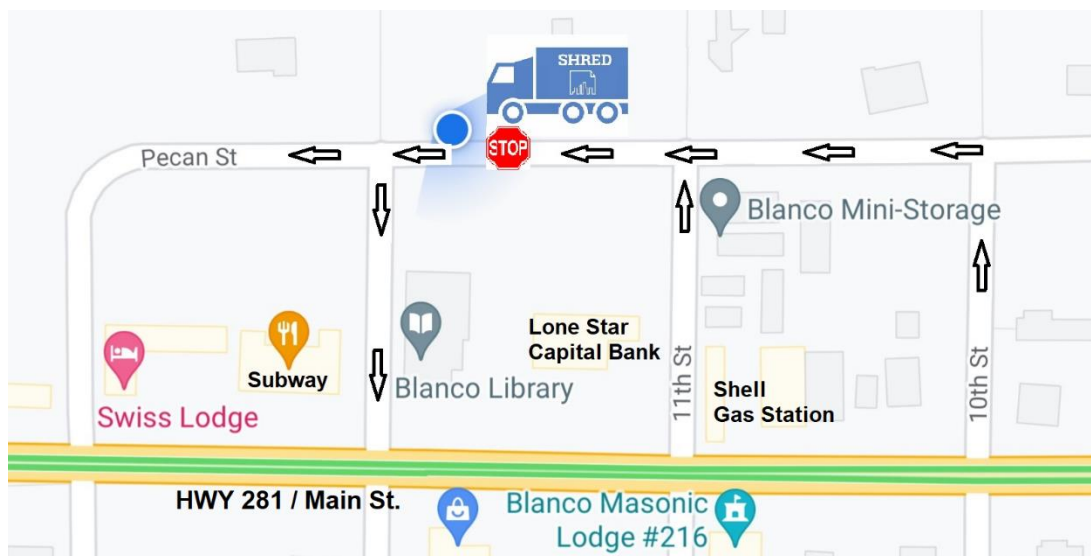 SHRED
STOP
Pecan St
Blanco Mini-Storage
Lone Star
Capital Bank
Subway
Blanco Library
11th St
Shell
Gas Station
10th St
Swiss Lodge
HWY 281 / Main St.
Blanco Masonic
Lodge #216